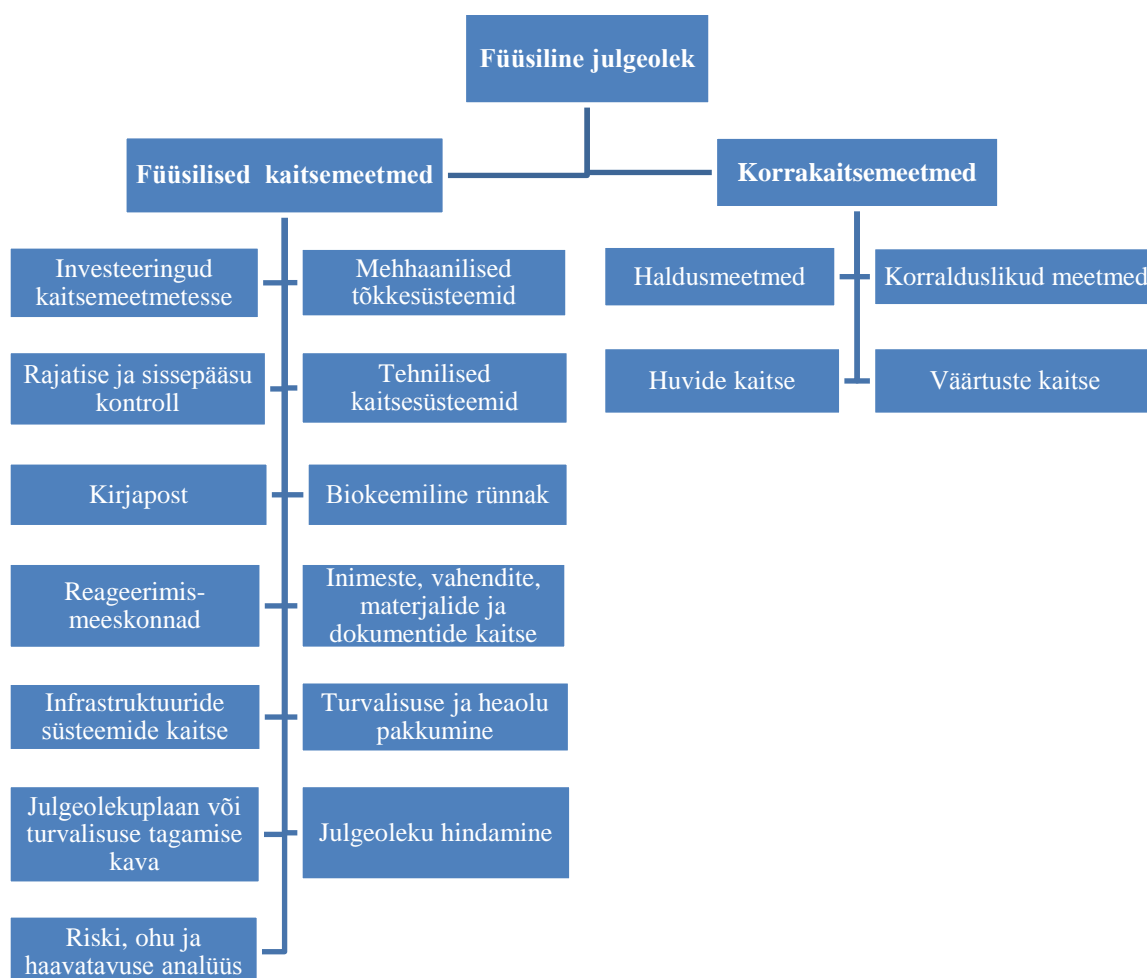 Füüsiline julgeolek
Füüsilised kaitsemeetmed
Korrakaitsemeetmed
Investeeringud
kaitsemeetmetesse
Mehhaanilised
tõkkesüsteemid
Rajatise ja sissepääsu
kontroll
Tehnilised
kaitsesüsteemid
Kirjapost
Biokeemiline rünnak
Reageerimis-
meeskonnad
Inimeste, vahendite,
materjalide ja
dokumentide kaitse
Infrastruktuuride
süsteemide kaitse
Turvalisuse ja heaolu
pakkumine
Julgeolekuplaan või
turvalisuse tagamise
kava
Julgeoleku hindamine
Riski, ohu ja
haavatavuse analüüs
Haldusmeetmed
Korralduslikud meetmed
Huvide kaitse
Väärtuste kaitse